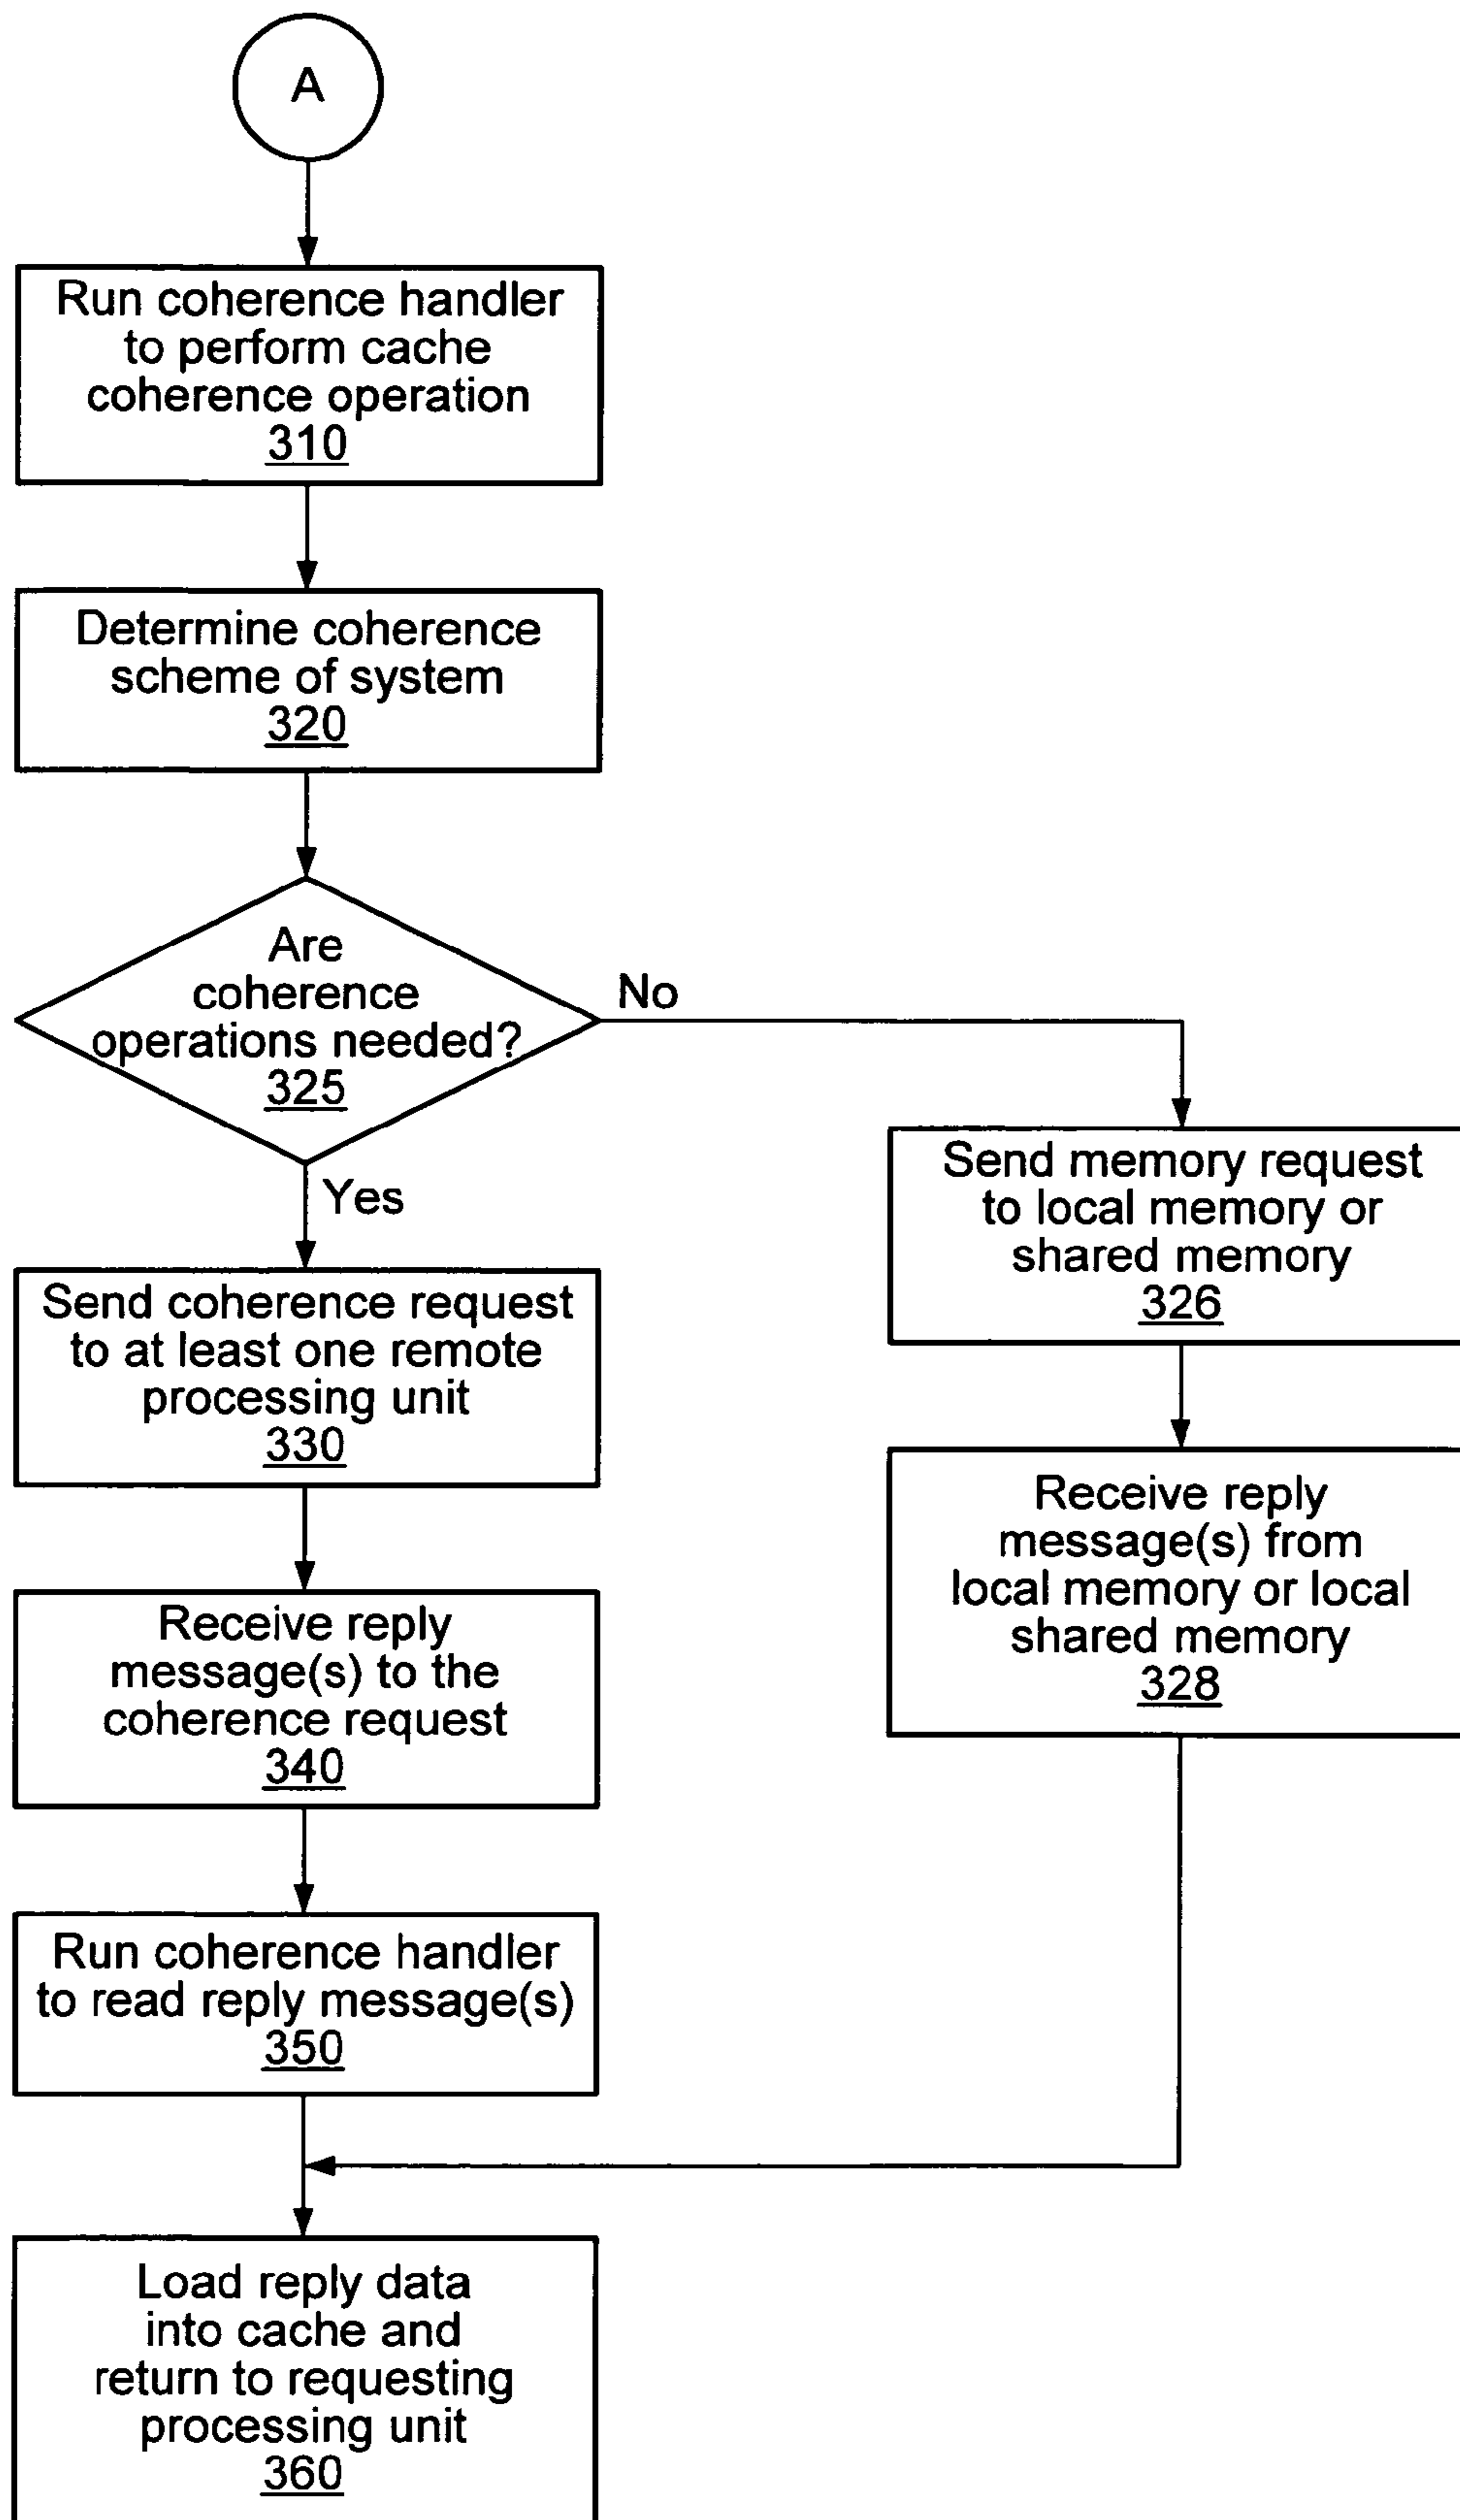 A
Run coherence handler
to perform cache
coherence operation
310
Determine coherence
scheme of system
320
Are
coherence
operations needed?
325
No
Yes
Send memory request
to local memory or
shared memory
326
Send coherence request
to at least one remote
processing unit
330
Receive reply
message(s) from
local memory or local
shared memory
328
Receive reply
message(s) to the
coherence request
340
Run coherence handler
to read reply message(s)
350
Load reply data
into cache and
return to requesting
processing unit
360